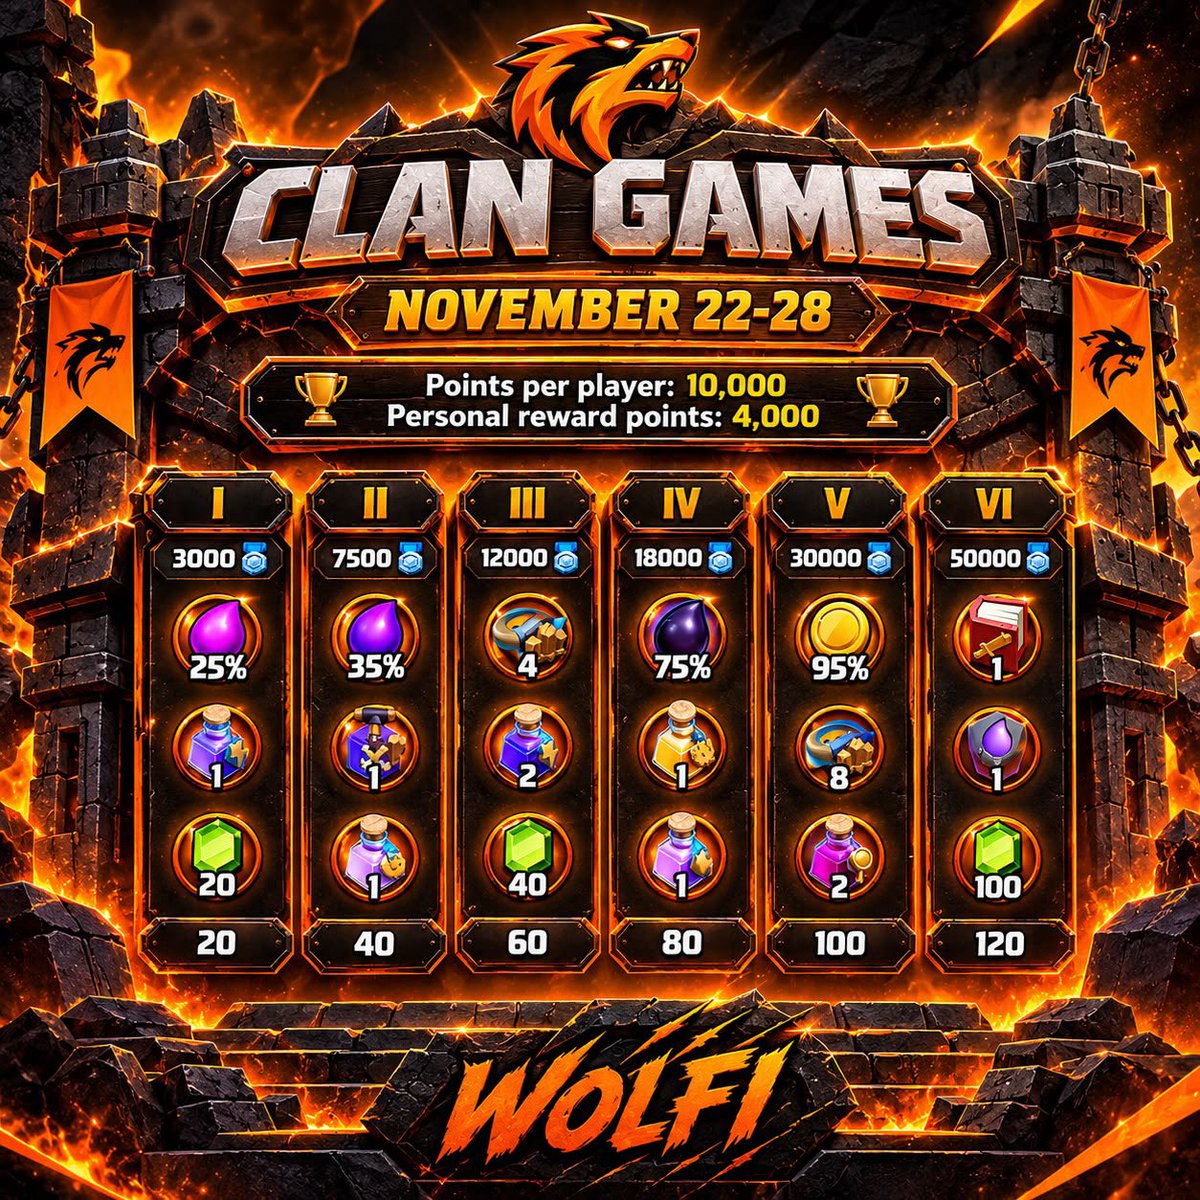 CLAN GAMES
NOVEMBER 22-28
Points per player: 10,000
Personal reward points: 4,000
I II III IV V VI
3000 7500 12000 18000 30000 50000
25% 35% 4 75% 95% 1
1 1 2 1 8 1
20 1 40 1 2 100
20 40 60 80 100 120
WOLFI